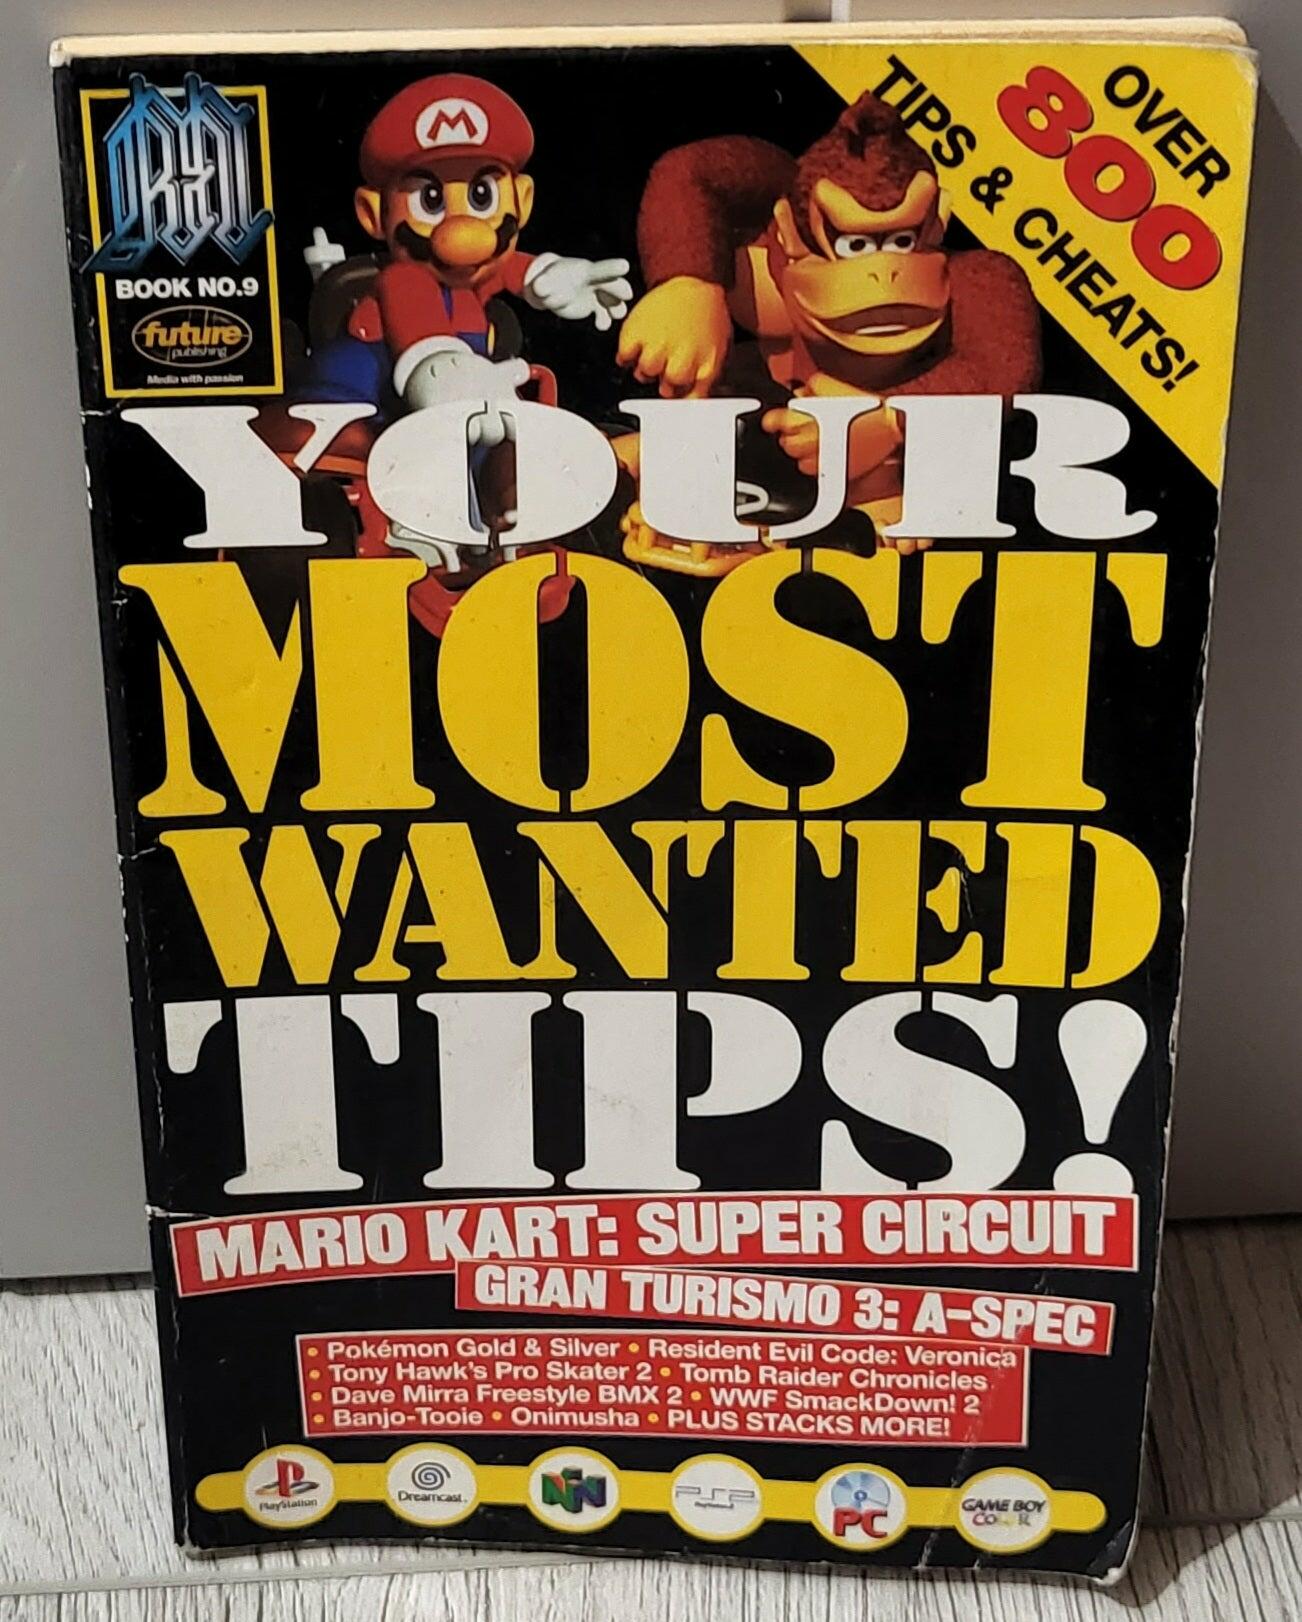 BOOK NO.9
future
publishing
Media with passion
OVER
800
TIPS & CHEATS!
M
YOUR
MOST
WANTED
TIPS!
MARIO KART: SUPER CIRCUIT
GRAN TURISMO 3: A-SPEC
• Pokémon Gold & Silver • Resident Evil Code: Veronica
• Tony Hawk's Pro Skater 2 • Tomb Raider Chronicles
• Dave Mirra Freestyle BMX 2 • WWF SmackDown! 2
• Banjo-Tooie • Onimusha • PLUS STACKS MORE!
PlayStation
Dreamcast
PlayStation 2
PC
GAME BOY
COLOR